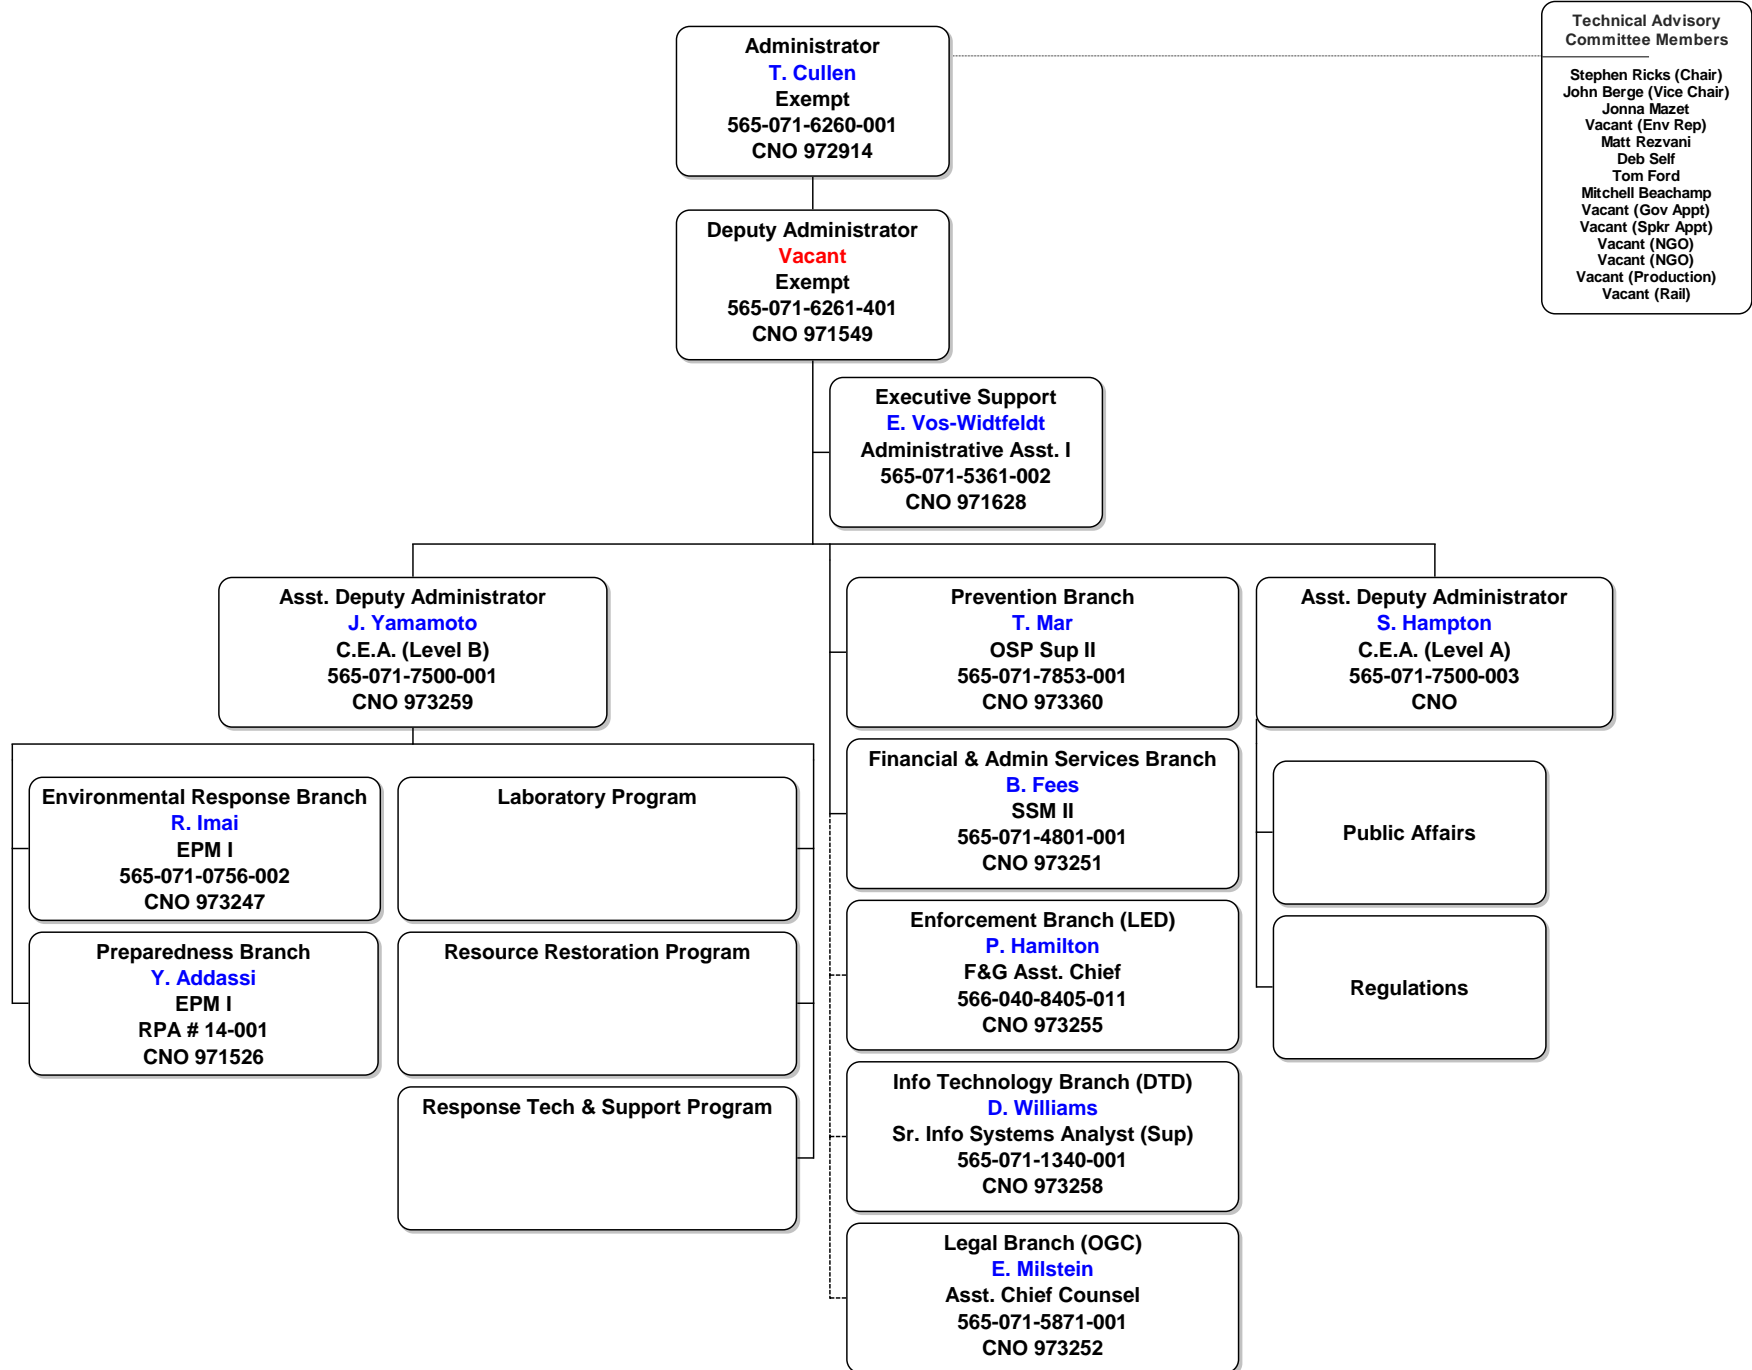 Technical Advisory
Committee Members
Stephen Ricks (Chair)
John Berge (Vice Chair)
Jonna Mazet
Vacant (Env Rep)
Matt Rezvani
Deb Self
Tom Ford
Mitchell Beachamp
Vacant (Gov Appt)
Vacant (Spkr Appt)
Vacant (NGO)
Vacant (NGO)
Vacant (Production)
Vacant (Rail)
Administrator
T. Cullen
Exempt
565-071-6260-001
CNO 972914
Deputy Administrator
Vacant
Exempt
565-071-6261-401
CNO 971549
Executive Support
E. Vos-Widtfeldt
Administrative Asst. I
565-071-5361-002
CNO 971628
Asst. Deputy Administrator
J. Yamamoto
C.E.A. (Level B)
565-071-7500-001
CNO 973259
Environmental Response Branch
R. Imai
EPM I
565-071-0756-002
CNO 973247
Preparedness Branch
Y. Addassi
EPM I
RPA # 14-001
CNO 971526
Laboratory Program
Resource Restoration Program
Response Tech & Support Program
Prevention Branch
T. Mar
OSP Sup II
565-071-7853-001
CNO 973360
Financial & Admin Services Branch
B. Fees
SSM II
565-071-4801-001
CNO 973251
Enforcement Branch (LED)
P. Hamilton
F&G Asst. Chief
566-040-8405-011
CNO 973255
Info Technology Branch (DTD)
D. Williams
Sr. Info Systems Analyst (Sup)
565-071-1340-001
CNO 973258
Legal Branch (OGC)
E. Milstein
Asst. Chief Counsel
565-071-5871-001
CNO 973252
Asst. Deputy Administrator
S. Hampton
C.E.A. (Level A)
565-071-7500-003
CNO
Public Affairs
Regulations